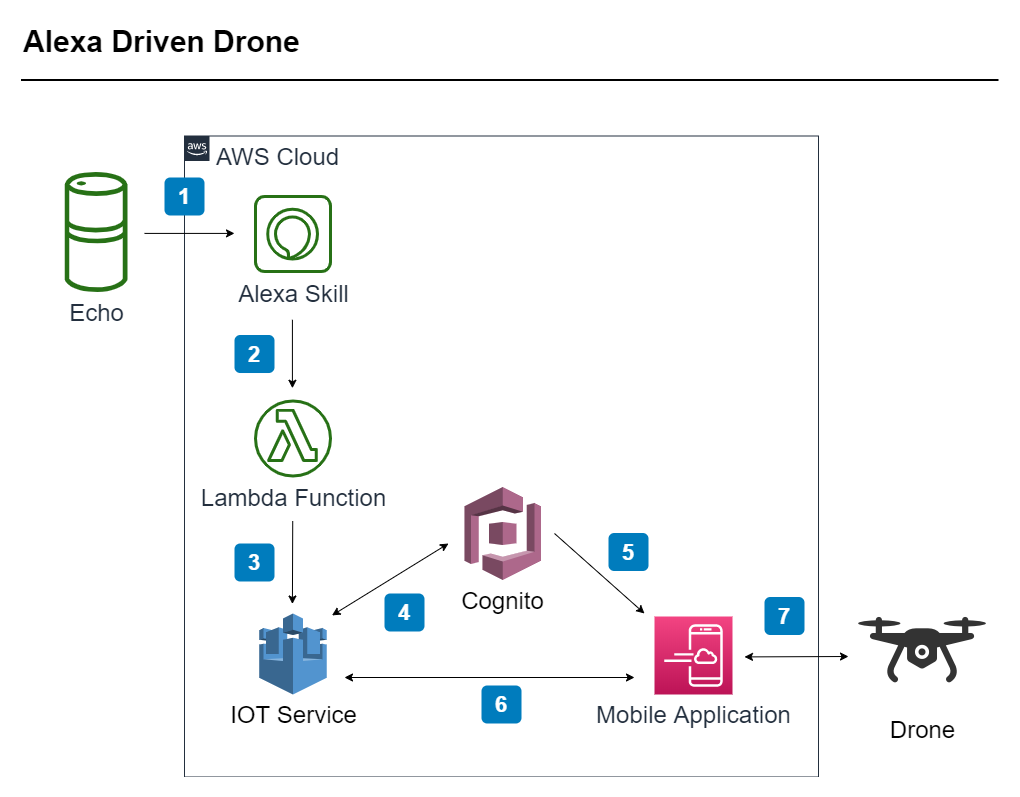 Alexa Driven Drone
aws
AWS Cloud
1
Echo
Alexa Skill
2
Lambda Function
3
4
Cognito
5
IOT Service
6
Mobile Application
7
Drone